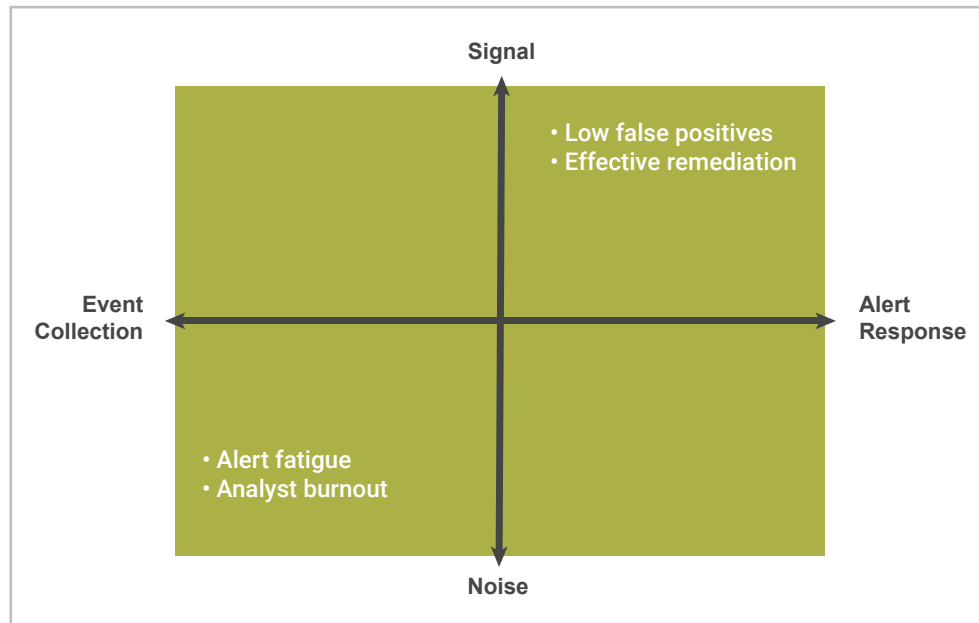 Signal
• Low false positives
• Effective remediation
Event
Collection
Alert
Response
• Alert fatigue
• Analyst burnout
Noise